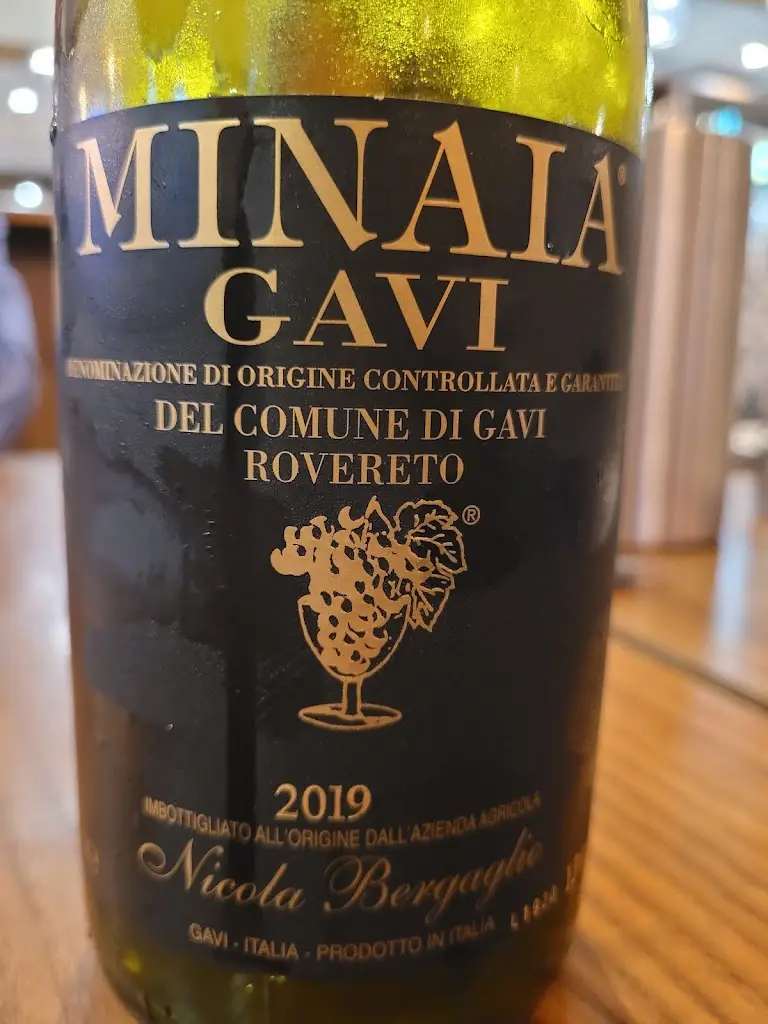 MINAIA®
GAVI
DENOMINAZIONE DI ORIGINE CONTROLLATA E GARANTITA
DEL COMUNE DI GAVI
ROVERETO
®
2019
IMBOTTIGLIATO ALL'ORIGINE DALL'AZIENDA AGRICOLA
Nicola Bergaglio
GAVI - ITALIA - PRODOTTO IN ITALIA